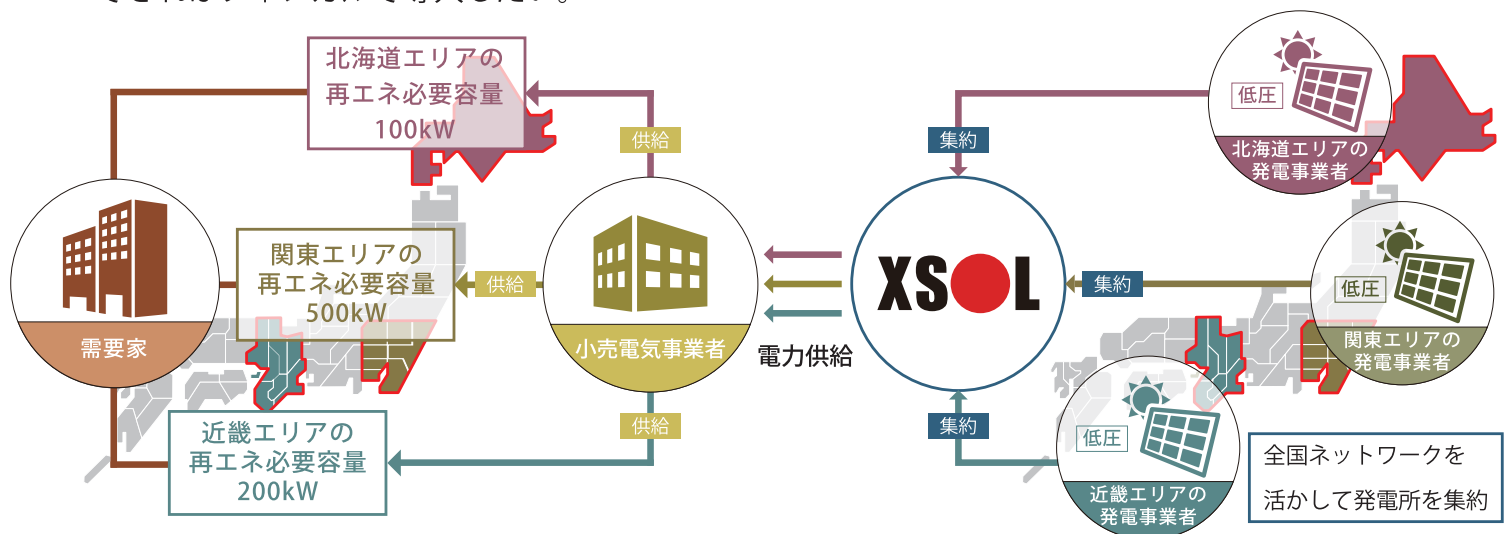 北海道エリアの
再エネ必要容量
100kW
供給
集約
低圧
北海道エリアの
発電事業者
関東エリアの
再エネ必要容量
500kW
供給
需要家
小売電気事業者
電力供給
XSOL
集約
低圧
関東エリアの
発電事業者
近畿エリアの
再エネ必要容量
200kW
供給
集約
低圧
近畿エリアの
発電事業者
全国ネットワークを
活かして発電所を集約